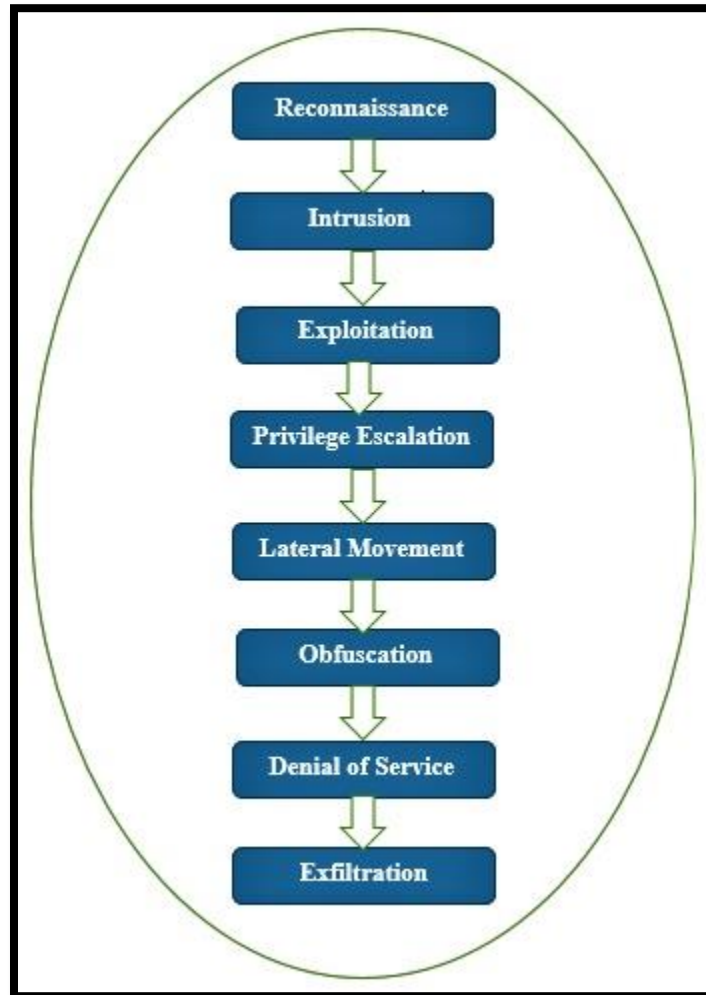 Reconnaissance
Intrusion
Exploitation
Privilege Escalation
Lateral Movement
Obfuscation
Denial of Service
Exfiltration